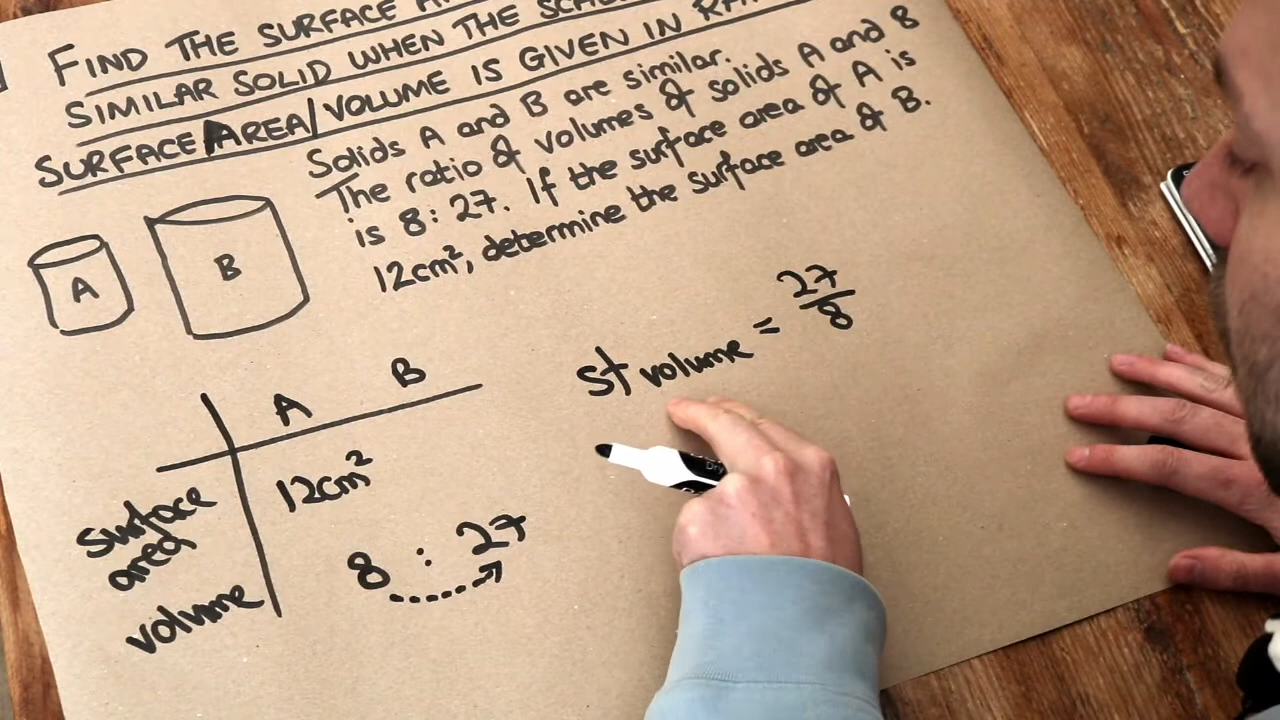 FIND THE SURFACE
SIMILAR SOLID WHEN THE
SURFACE AREA/VOLUME IS GIVEN IN
Solids A and B are similar.
The ratio of volumes of solids A and B
is 8:27. If the surface area of A is
12cm², determine the surface area of B.
A
B
A B
surface area 12cm²
volume 8 : 27
sf volume = 27/8